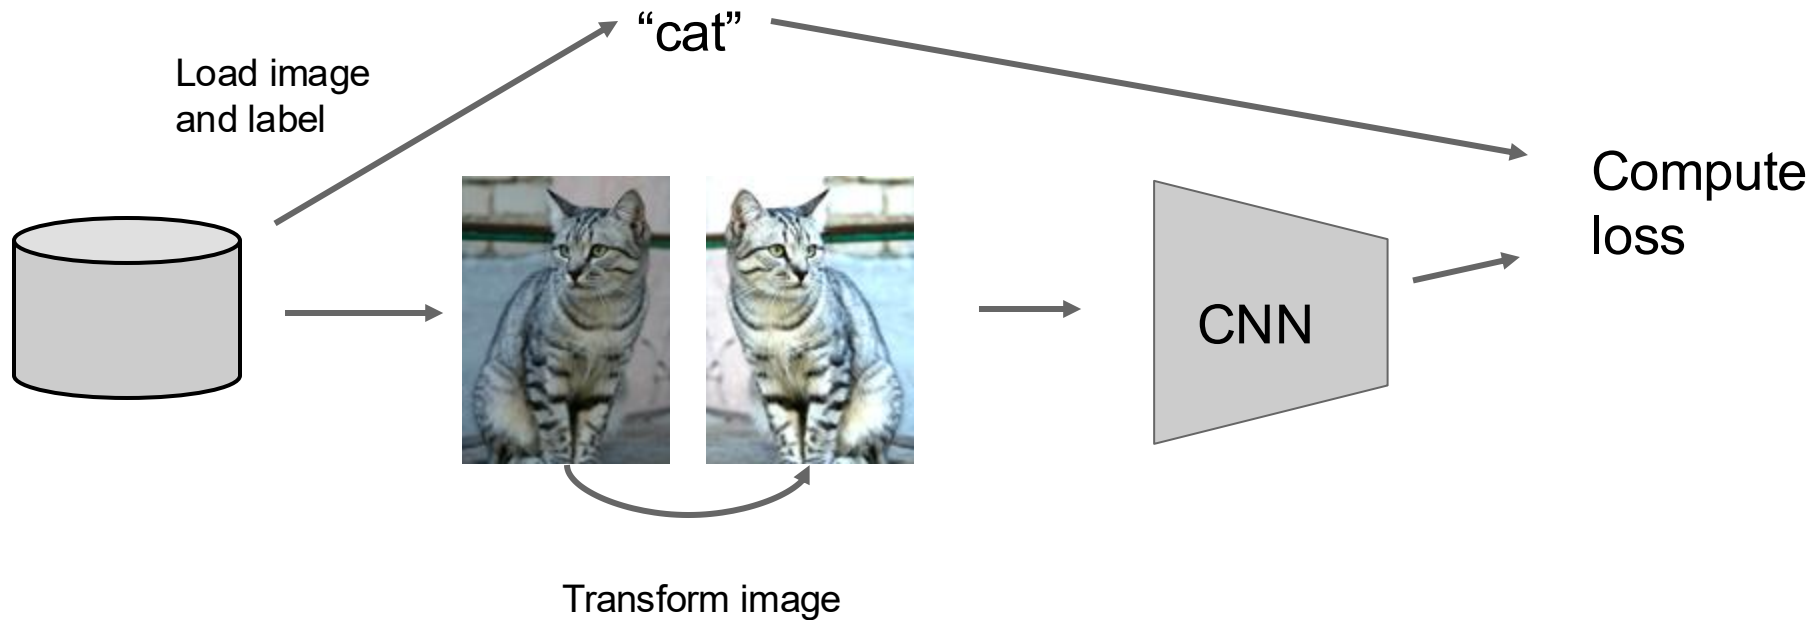 “cat”
Load image
and label
Compute
loss
CNN
Transform image